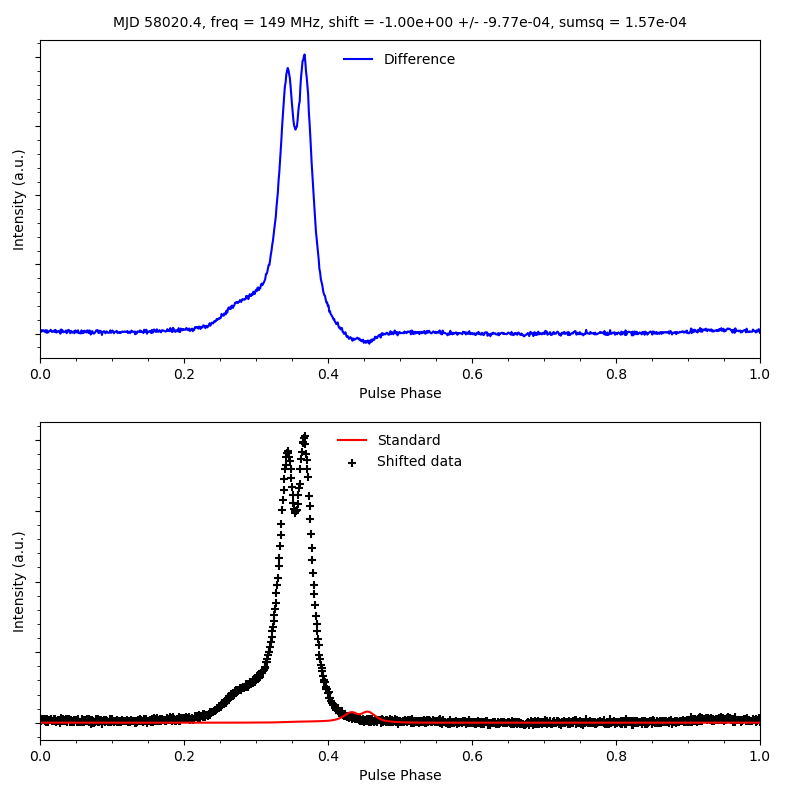 MJD 58020.4, freq = 149 MHz, shift = -1.00e+00 +/- -9.77e-04, sumsq = 1.57e-04
Difference
Intensity (a.u.)
0.0 0.2 0.4 0.6 0.8 1.0
Pulse Phase
Standard
Shifted data
Intensity (a.u.)
0.0 0.2 0.4 0.6 0.8 1.0
Pulse Phase